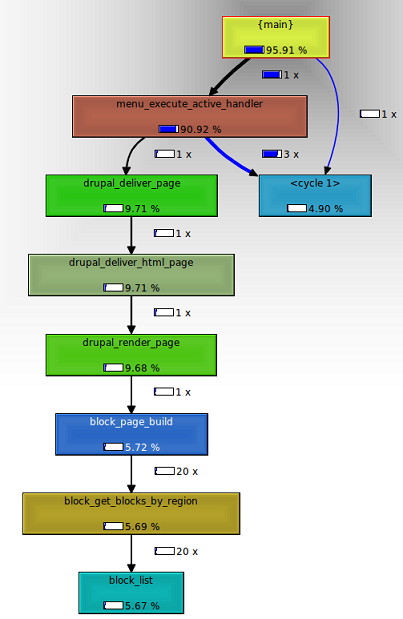 {main}
95.91 %
1 x
menu_execute_active_handler
90.92 %
1 x
1 x
3 x
drupal_deliver_page
9.71 %
<cycle 1>
4.90 %
1 x
drupal_deliver_html_page
9.71 %
1 x
drupal_render_page
9.68 %
1 x
block_page_build
5.72 %
20 x
block_get_blocks_by_region
5.69 %
20 x
block_list
5.67 %